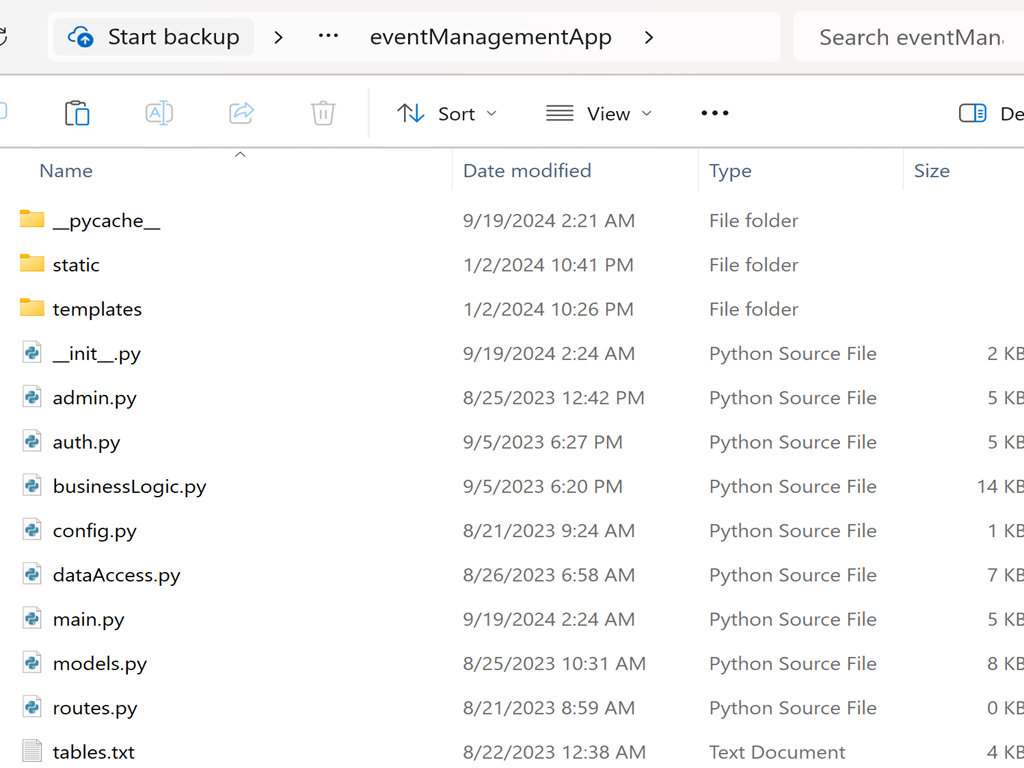 Start backup > ... eventManagementApp > Search eventMan
Sort View ... De
Name Date modified Type Size
__pycache__ 9/19/2024 2:21 AM File folder
static 1/2/2024 10:41 PM File folder
templates 1/2/2024 10:26 PM File folder
__init__.py 9/19/2024 2:24 AM Python Source File 2 KB
admin.py 8/25/2023 12:42 PM Python Source File 5 KB
auth.py 9/5/2023 6:27 PM Python Source File 5 KB
businessLogic.py 9/5/2023 6:20 PM Python Source File 14 KB
config.py 8/21/2023 9:24 AM Python Source File 1 KB
dataAccess.py 8/26/2023 6:58 AM Python Source File 7 KB
main.py 9/19/2024 2:24 AM Python Source File 5 KB
models.py 8/25/2023 10:31 AM Python Source File 8 KB
routes.py 8/21/2023 8:59 AM Python Source File 0 KB
tables.txt 8/22/2023 12:38 AM Text Document 4 KB